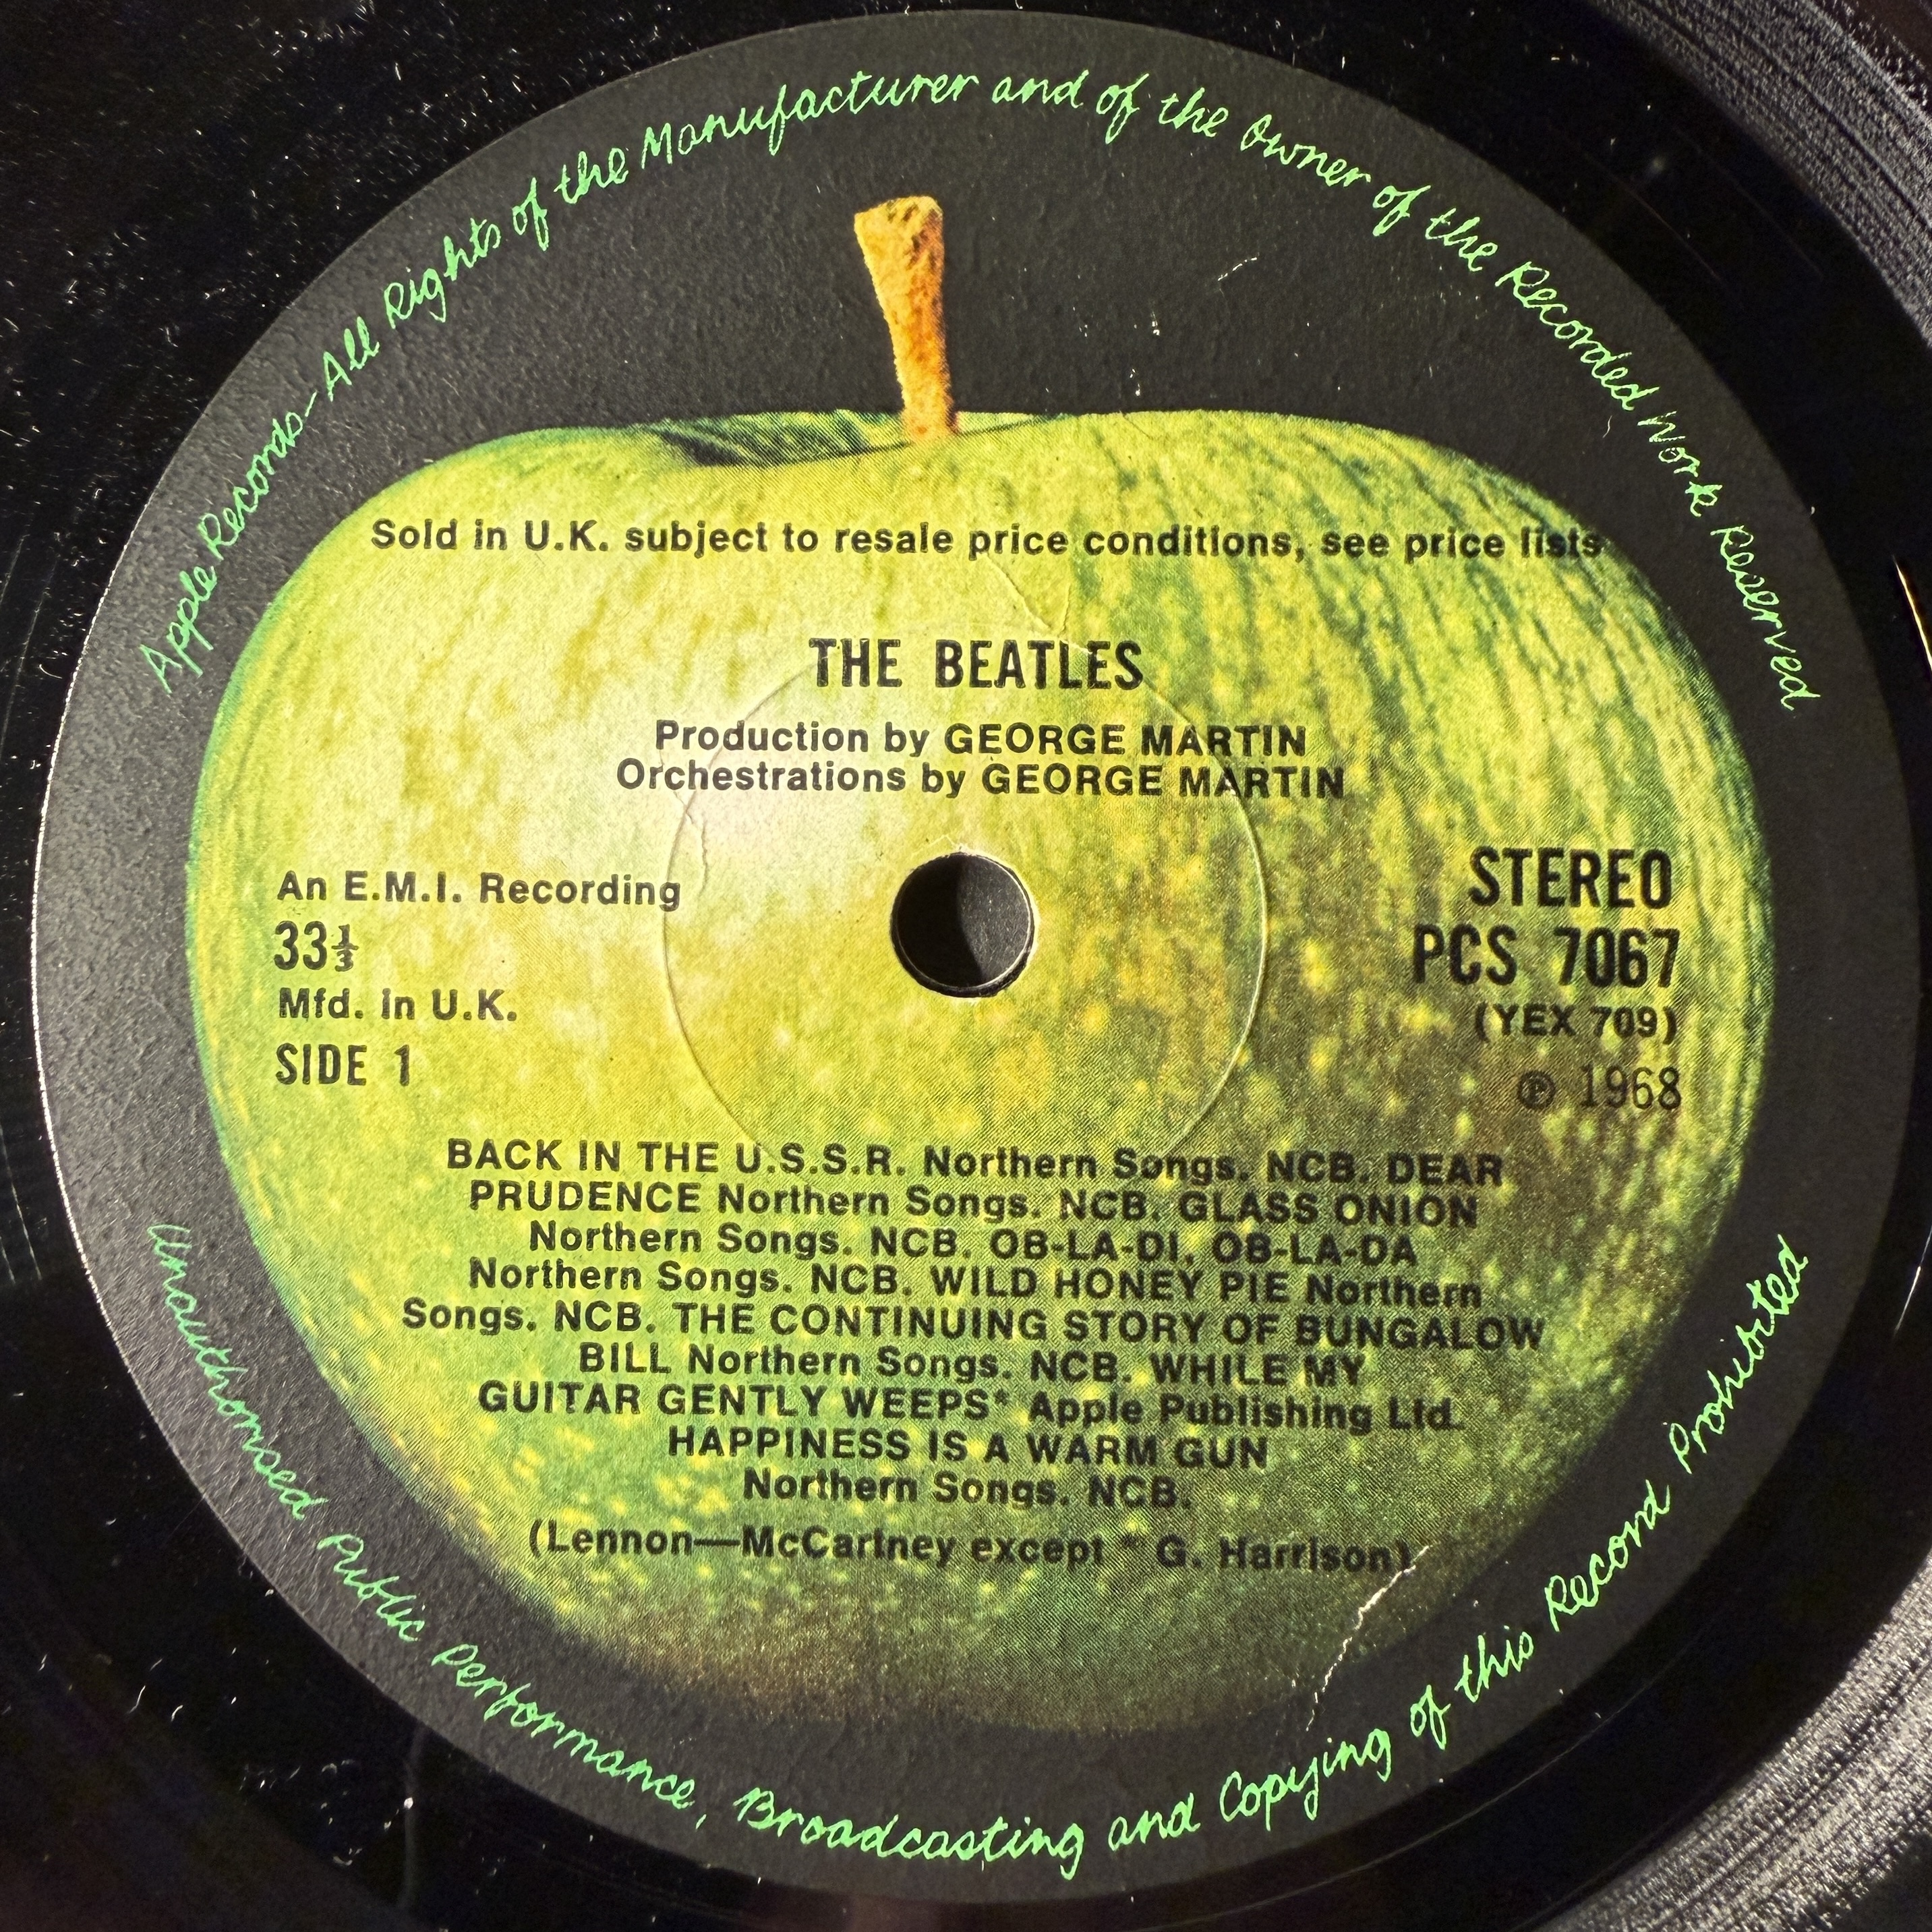 Apple Records - All Rights of the Manufacturer and of the Owner of the Recorded Work Reserved
Sold in U.K. subject to resale price conditions, see price lists
THE BEATLES
Production by GEORGE MARTIN
Orchestrations by GEORGE MARTIN
An E.M.I. Recording
33⅓
Mfd. in U.K.
SIDE 1
STEREO
PCS 7067
(YEX 709)
℗ 1968
BACK IN THE U.S.S.R. Northern Songs. NCB. DEAR
PRUDENCE Northern Songs. NCB. GLASS ONION
Northern Songs. NCB. OB-LA-DI, OB-LA-DA
Northern Songs. NCB. WILD HONEY PIE Northern
Songs. NCB. THE CONTINUING STORY OF BUNGALOW
BILL Northern Songs. NCB. WHILE MY
GUITAR GENTLY WEEPS* Apple Publishing Ltd.
HAPPINESS IS A WARM GUN
Northern Songs. NCB.
(Lennon—McCartney except * G. Harrison)
Unauthorised Public Performance, Broadcasting and Copying of this Record Prohibited